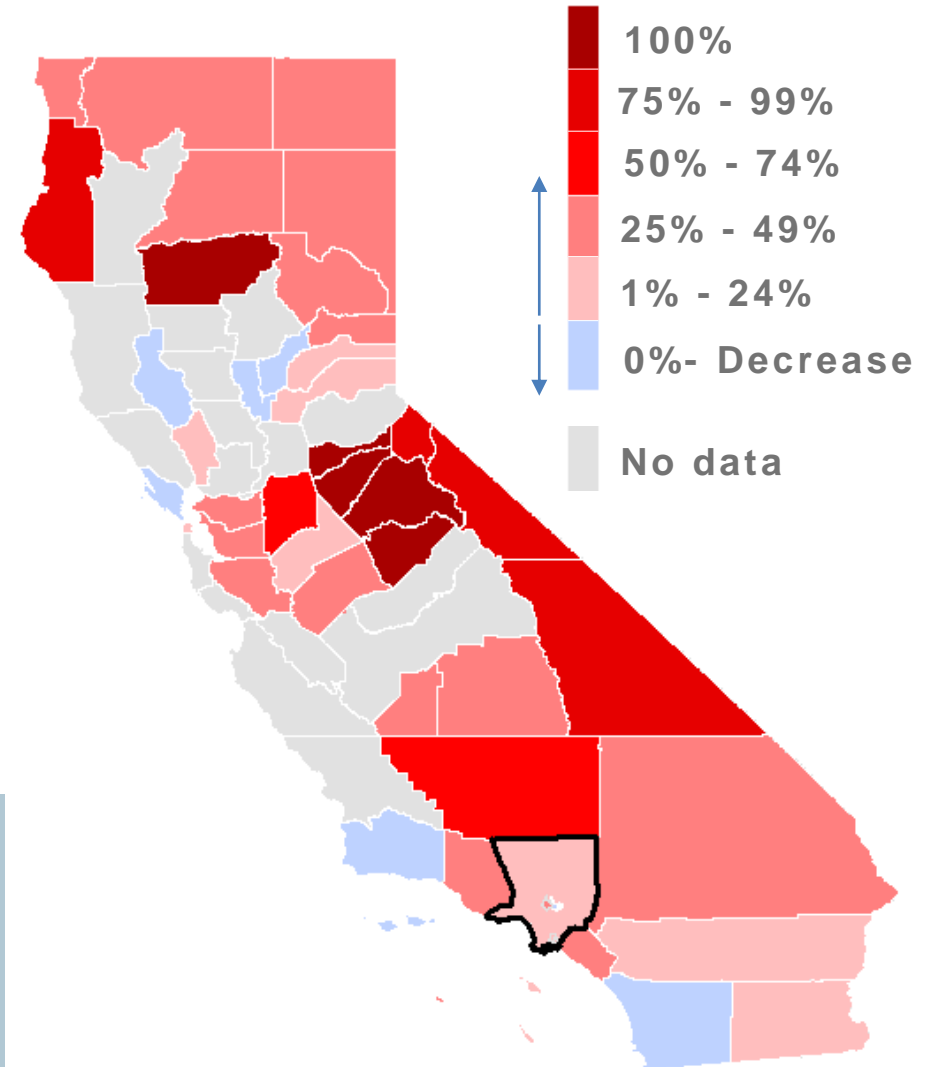 100%
75% - 99%
50% - 74%
25% - 49%
1% - 24%
0%- Decrease
No data